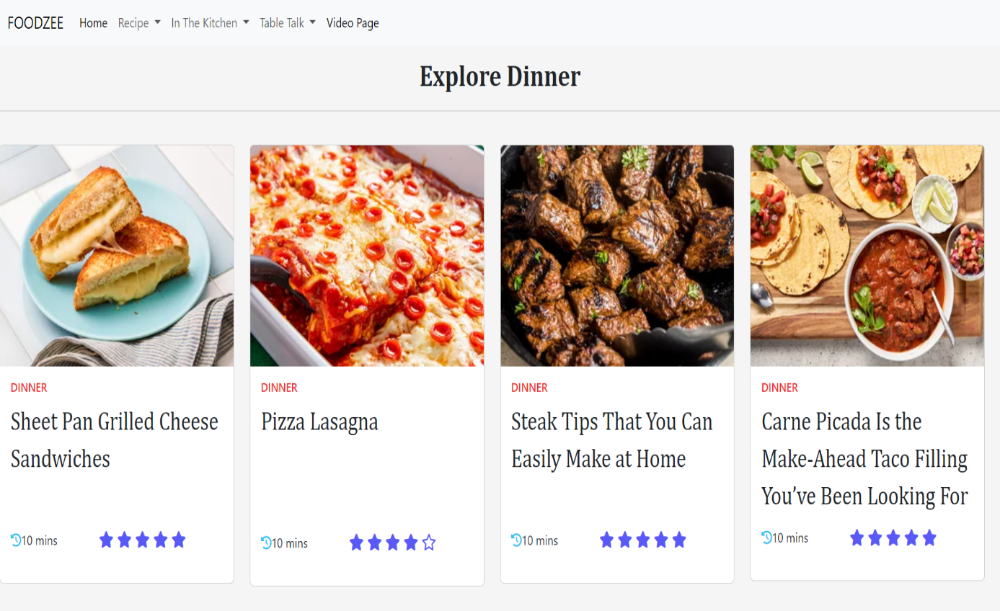 FOODZEE Home Recipe In The Kitchen Table Talk Video Page
Explore Dinner
DINNER
Sheet Pan Grilled Cheese
Sandwiches
10 mins
DINNER
Pizza Lasagna
10 mins
DINNER
Steak Tips That You Can
Easily Make at Home
10 mins
DINNER
Carne Picada Is the
Make-Ahead Taco Filling
You’ve Been Looking For
10 mins